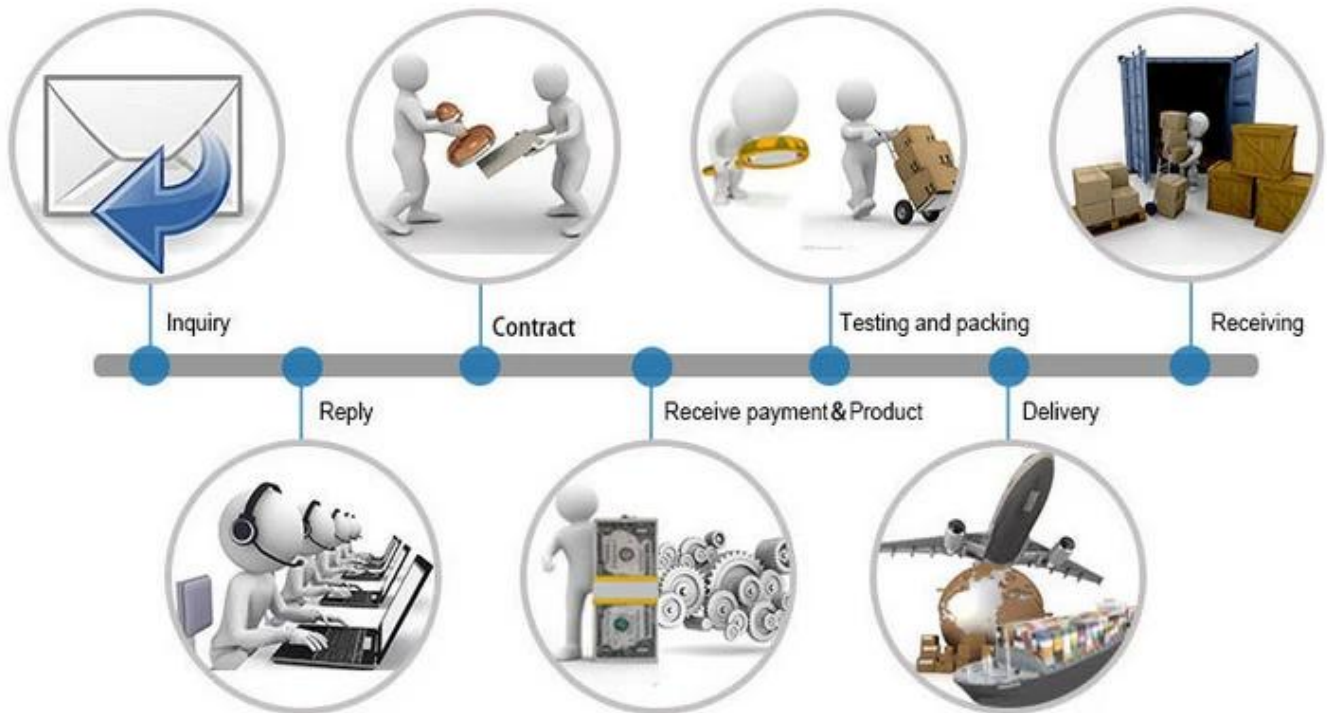 Inquiry
Reply
Contract
Receive payment & Product
Testing and packing
Delivery
Receiving